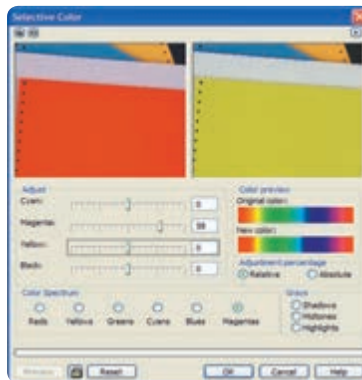 Selective Color
Adjust
Cyan: 0
Magenta:
Yellow: 0
Black: 0
Color preview
Original color:
New color:
Adjustment percentage
Relative Absolute
Color Spectrum
Reds Yellows Greens Cyans Blues Magentas
Grays
Shadows
Midtones
Highlights
Preview Reset OK Cancel Help